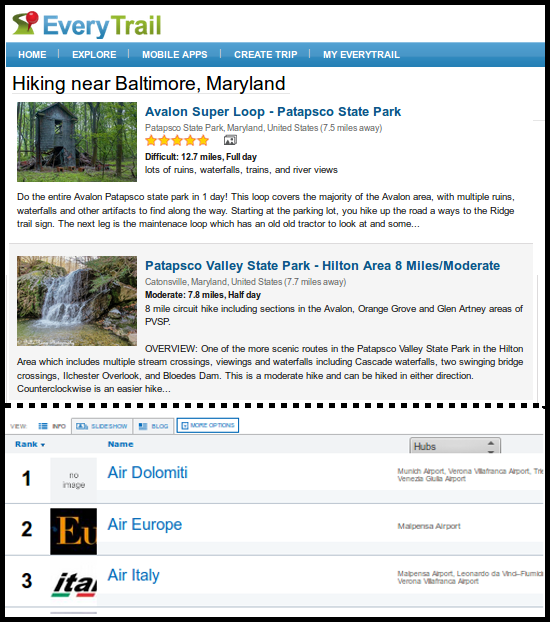 EveryTrail
HOME EXPLORE MOBILE APPS CREATE TRIP MY EVERYTRAIL
Hiking near Baltimore, Maryland
Avalon Super Loop - Patapsco State Park
Patapsco State Park, Maryland, United States (7.5 miles away)
Difficult: 12.7 miles, Full day
lots of ruins, waterfalls, trains, and river views
Do the entire Avalon Patapsco state park in 1 day! This loop covers the majority of the Avalon area, with multiple ruins,
waterfalls and other artifacts to find along the way. Starting at the parking lot, you hike up the road a ways to the Ridge
trail sign. The next leg is the maintenace loop which has an old old tractor to look at and some...
Patapsco Valley State Park - Hilton Area 8 Miles/Moderate
Catonsville, Maryland, United States (7.7 miles away)
Moderate: 7.8 miles, Half day
8 mile circuit hike including sections in the Avalon, Orange Grove and Glen Artney areas of
PVSP.
OVERVIEW: One of the more scenic routes in the Patapsco Valley State Park in the Hilton
Area which includes multiple stream crossings, viewings and waterfalls including Cascade waterfalls, two swinging bridge
crossings, Ilchester Overlook, and Bloedes Dam. This is a moderate hike and can be hiked in either direction.
Counterclockwise is an easier hike...
VIEW INFO SLIDESHOW BLOG MORE OPTIONS
Rank Name Hubs
1 no image Air Dolomiti Munich Airport, Verona Villafranca Airport, Trie
Venezia Giulia Airport
2 Eu Air Europe Malpensa Airport
3 ita Air Italy Malpensa Airport, Leonardo da Vinci–Fiumici
Verona Villafranca Airport